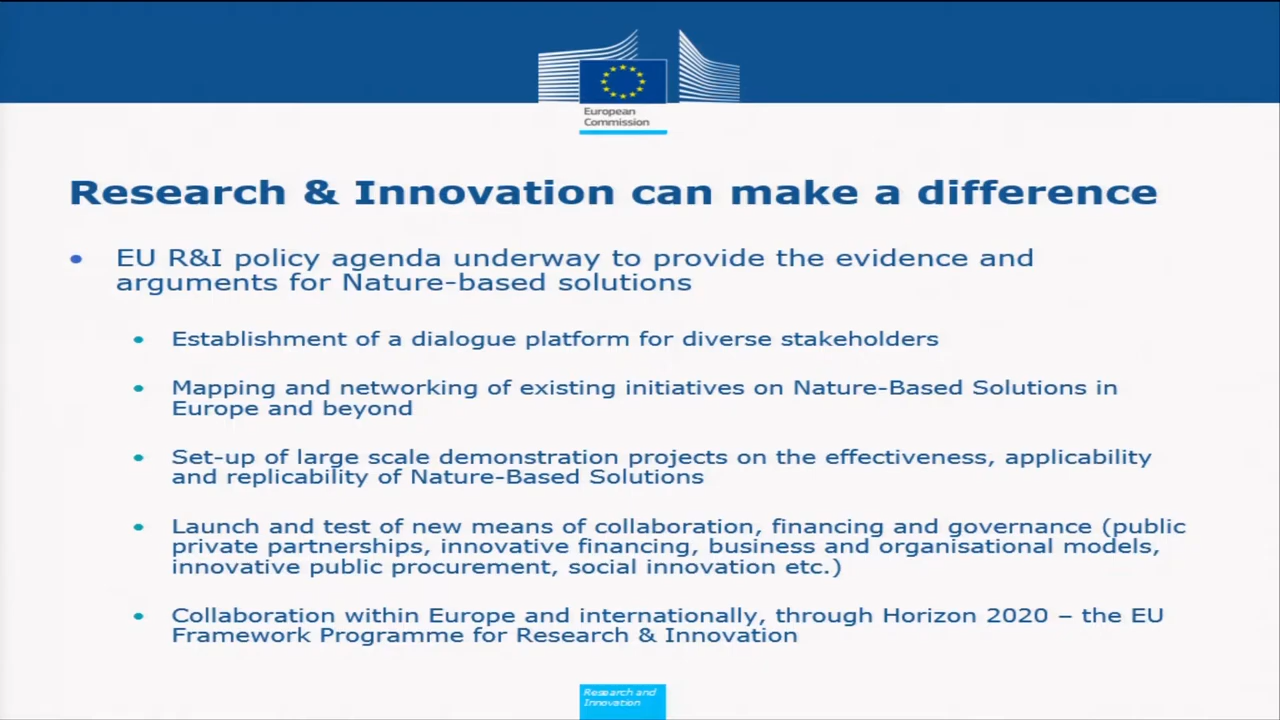 European
Commission
Research & Innovation can make a difference
• EU R&I policy agenda underway to provide the evidence and
arguments for Nature-based solutions
• Establishment of a dialogue platform for diverse stakeholders
• Mapping and networking of existing initiatives on Nature-Based Solutions in
Europe and beyond
• Set-up of large scale demonstration projects on the effectiveness, applicability
and replicability of Nature-Based Solutions
• Launch and test of new means of collaboration, financing and governance (public
private partnerships, innovative financing, business and organisational models,
innovative public procurement, social innovation etc.)
• Collaboration within Europe and internationally, through Horizon 2020 – the EU
Framework Programme for Research & Innovation
Research and
Innovation